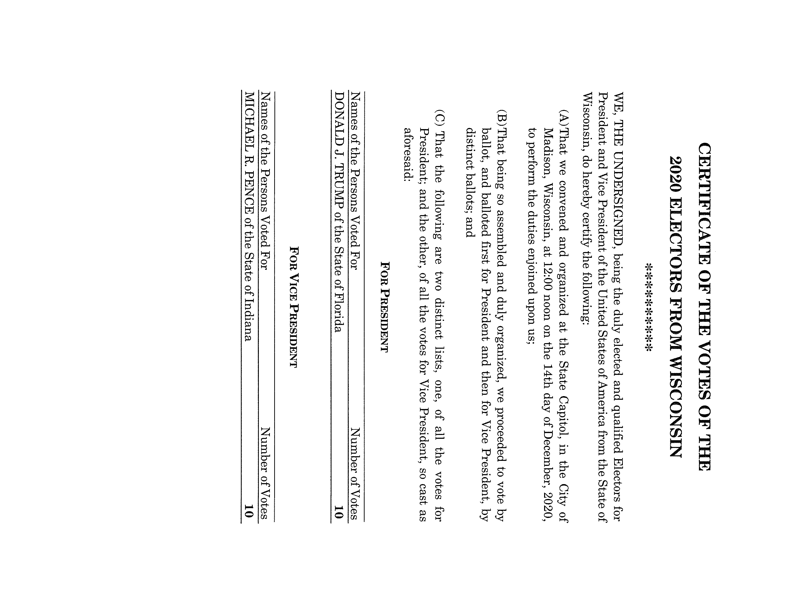 CERTIFICATE OF THE VOTES OF THE
2020 ELECTORS FROM WISCONSIN
**********
WE, THE UNDERSIGNED, being the duly elected and qualified Electors for
President and Vice President of the United States of America from the State of
Wisconsin, do hereby certify the following:
(A)That we convened and organized at the State Capitol, in the City of
Madison, Wisconsin, at 12:00 noon on the 14th day of December, 2020,
to perform the duties enjoined upon us;
(B)That being so assembled and duly organized, we proceeded to vote by
ballot, and balloted first for President and then for Vice President, by
distinct ballots; and
(C) That the following are two distinct lists, one, of all the votes for
President; and the other, of all the votes for Vice President, so cast as
aforesaid:
FOR PRESIDENT
Names of the Persons Voted For Number of Votes
DONALD J. TRUMP of the State of Florida 10
FOR VICE PRESIDENT
Names of the Persons Voted For Number of Votes
MICHAEL R. PENCE of the State of Indiana 10